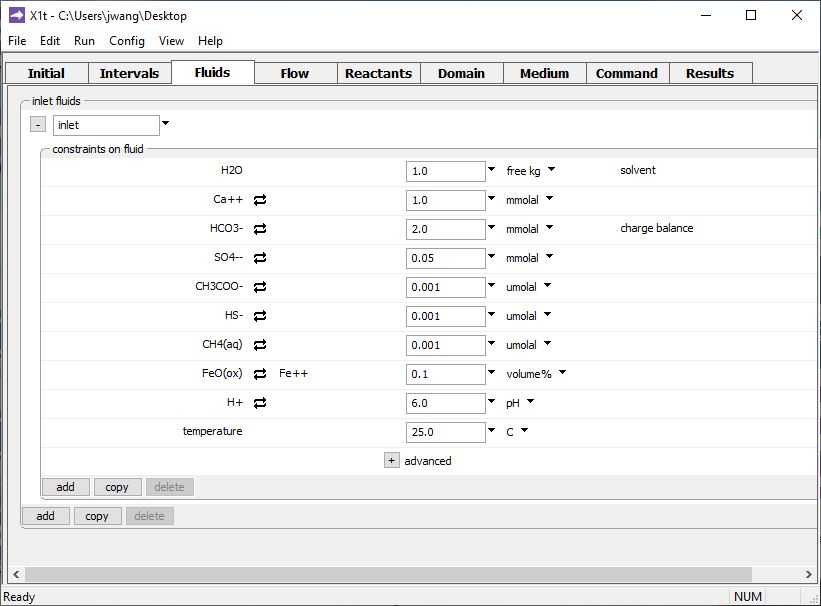 X1t - C:\Users\jwang\Desktop
File Edit Run Config View Help
Initial Intervals Fluids Flow Reactants Domain Medium Command Results
inlet fluids
- inlet
constraints on fluid
H2O 1.0 free kg solvent
Ca++ 1.0 mmolal
HCO3- 2.0 mmolal charge balance
SO4-- 0.05 mmolal
CH3COO- 0.001 umolal
HS- 0.001 umolal
CH4(aq) 0.001 umolal
FeO(ox) Fe++ 0.1 volume%
H+ 6.0 pH
temperature 25.0 C
+ advanced
add copy delete
add copy delete
Ready NUM